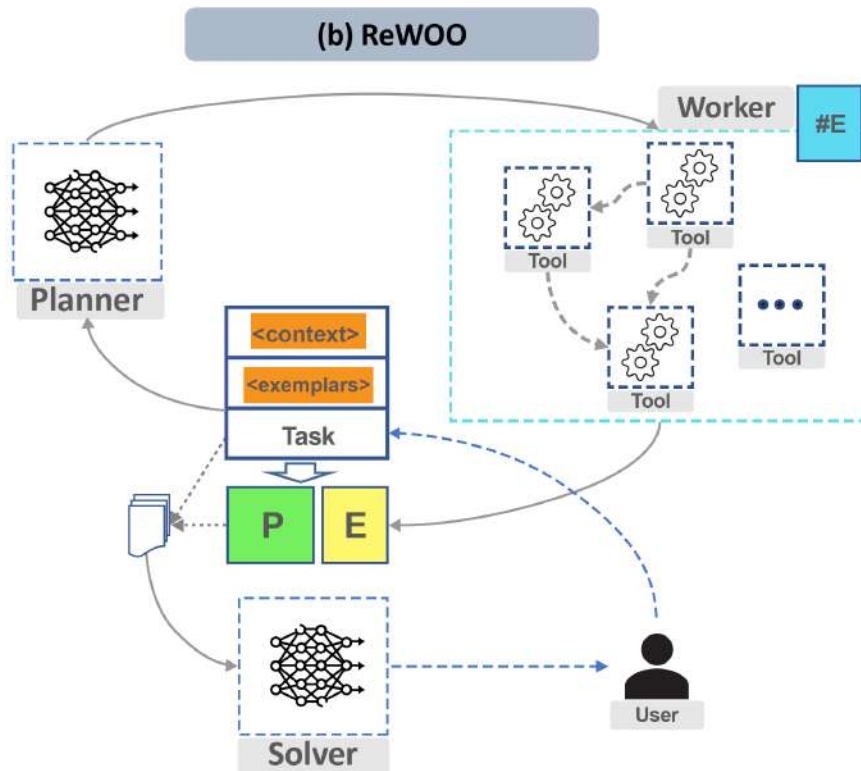 (b) ReWOO
Worker
#E
Tool
Tool
Planner
Tool
<context>
<exemplars>
Tool
Task
P
E
User
Solver